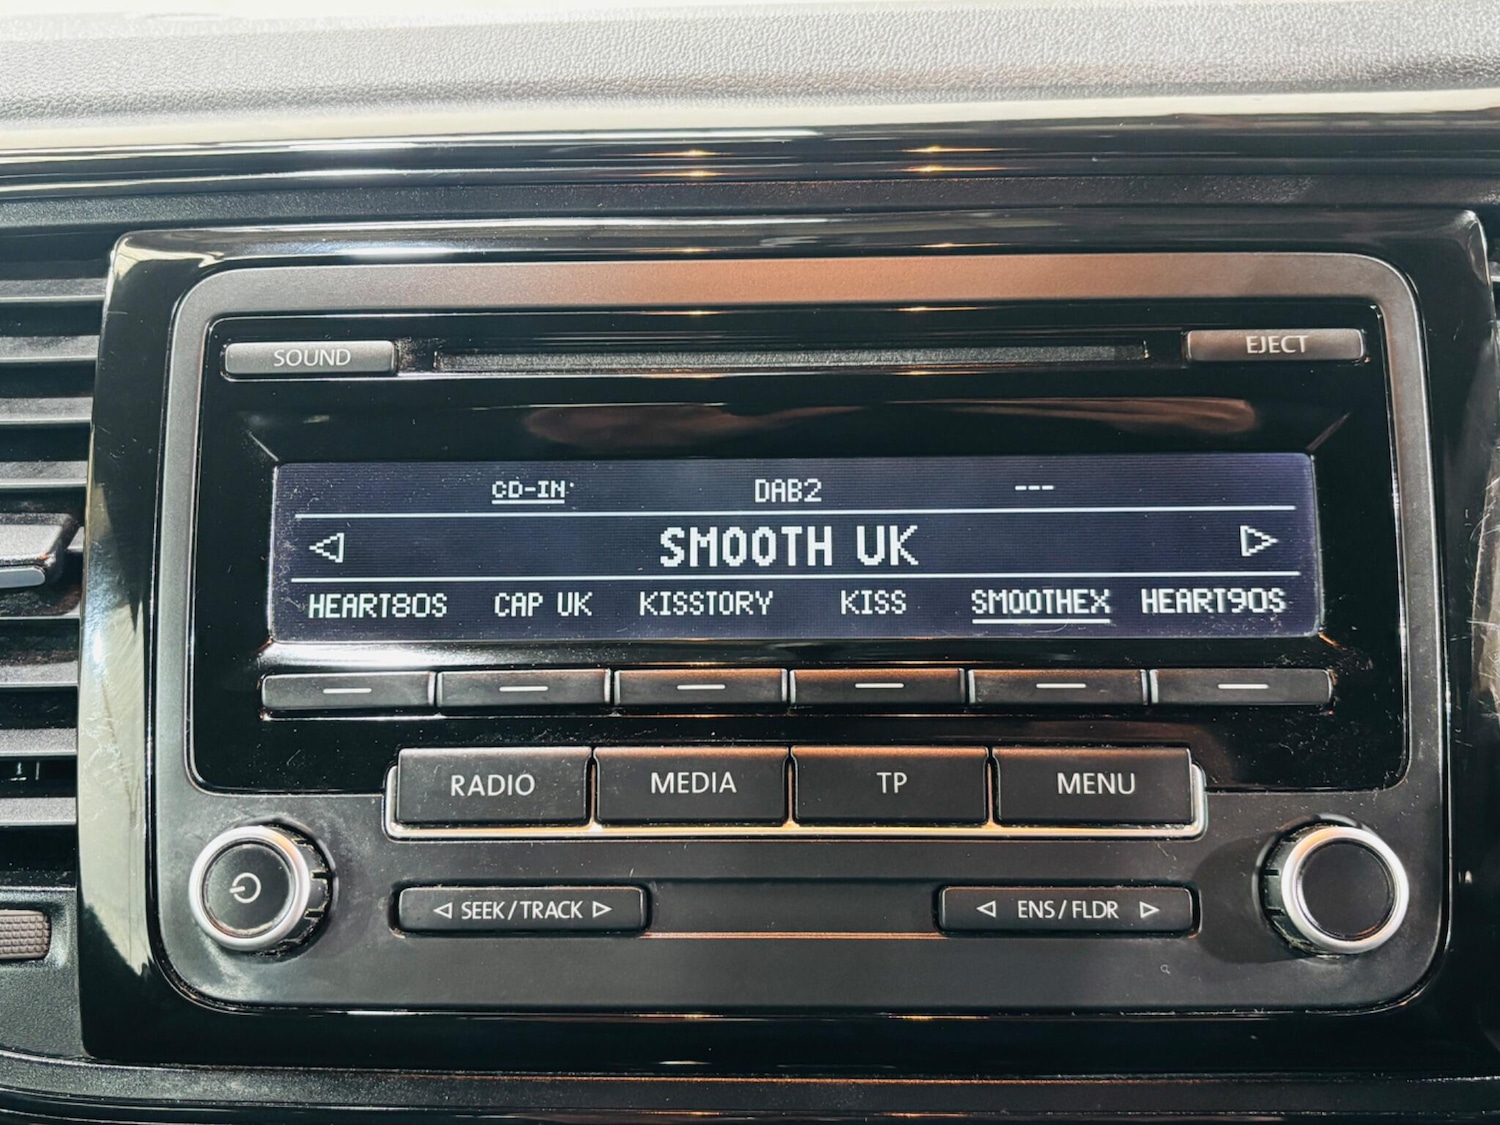 SOUND EJECT
CD-IN DAB2 ---
SMOOTH UK
HEART80S CAP UK KISSTORY KISS SMOOTHEX HEART90S
RADIO MEDIA TP MENU
SEEK/TRACK ENS/FLDR